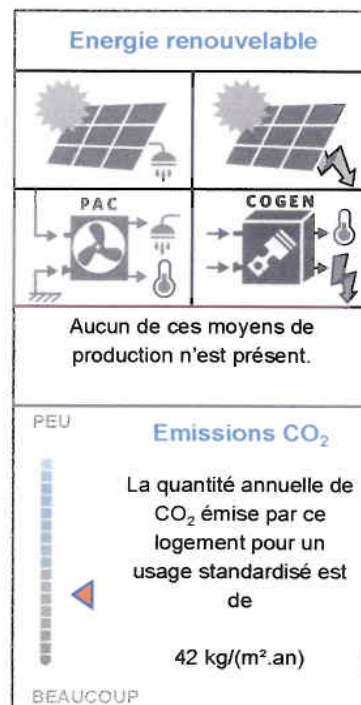 Energie renouvelable
PAC
COGEN
Aucun de ces moyens de
production n'est présent.
PEU
Emissions CO₂
La quantité annuelle de
CO₂ émise par ce
logement pour un
usage standardisé est
de
42 kg/(m².an)
BEAUCOUP